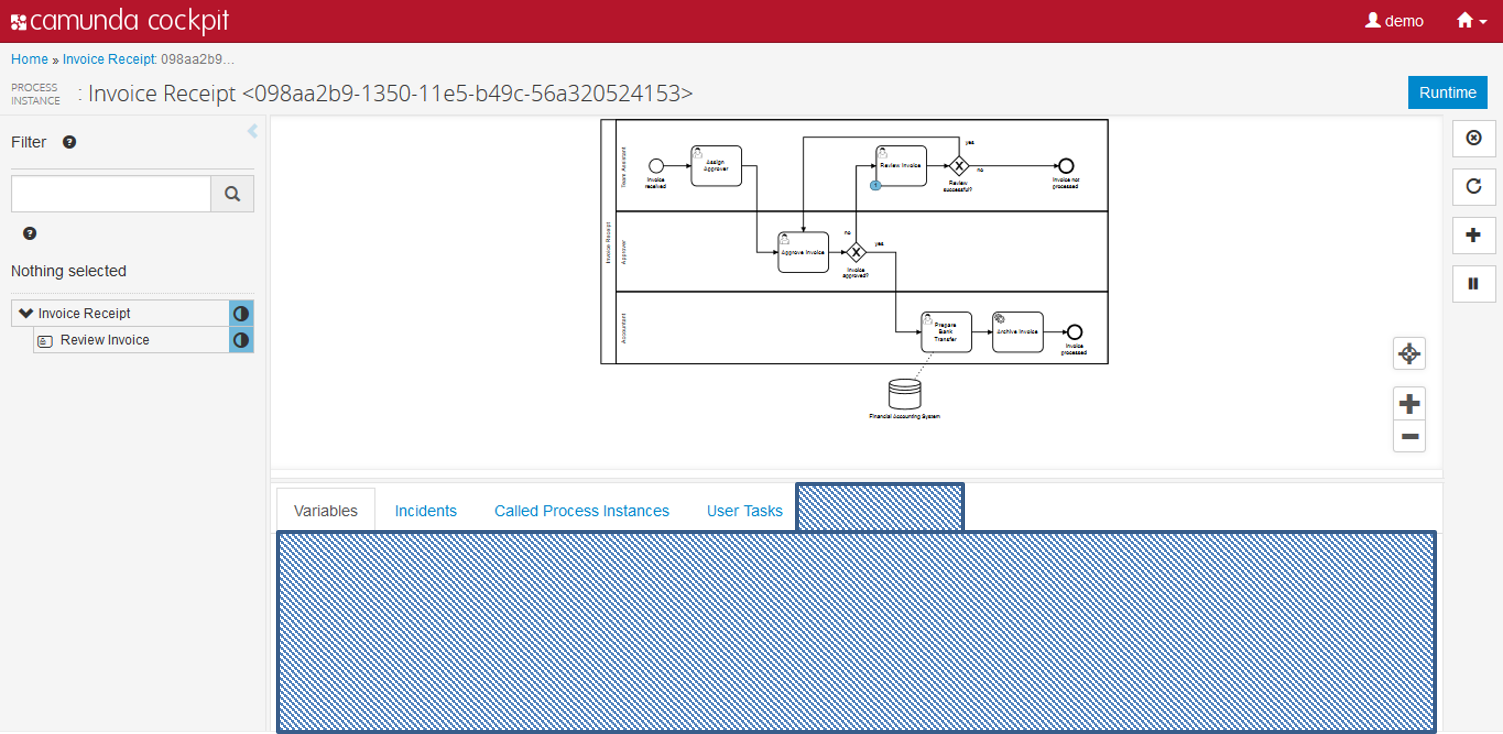 camunda cockpit
demo
Home » Invoice Receipt: 098aa2b9...
PROCESS
INSTANCE
: Invoice Receipt <098aa2b9-1350-11e5-b49c-56a320524153>
Runtime
Filter
Nothing selected
Invoice Receipt
Review Invoice
Invoice Receipt
Team Assistant
Invoice
received
Assign
Approver
Review Invoice
1
yes
Review
successful?
no
Invoice not
processed
Approver
Approve Invoice
no
yes
Invoice
approved?
Accountant
Prepare
Bank
Transfer
Archive Invoice
Invoice
processed
Financial Accounting System
Variables
Incidents
Called Process Instances
User Tasks